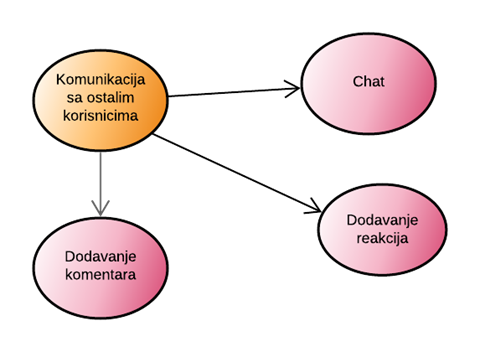 Komunikacija
sa ostalim
korisnicima
Chat
Dodavanje
reakcija
Dodavanje
komentara